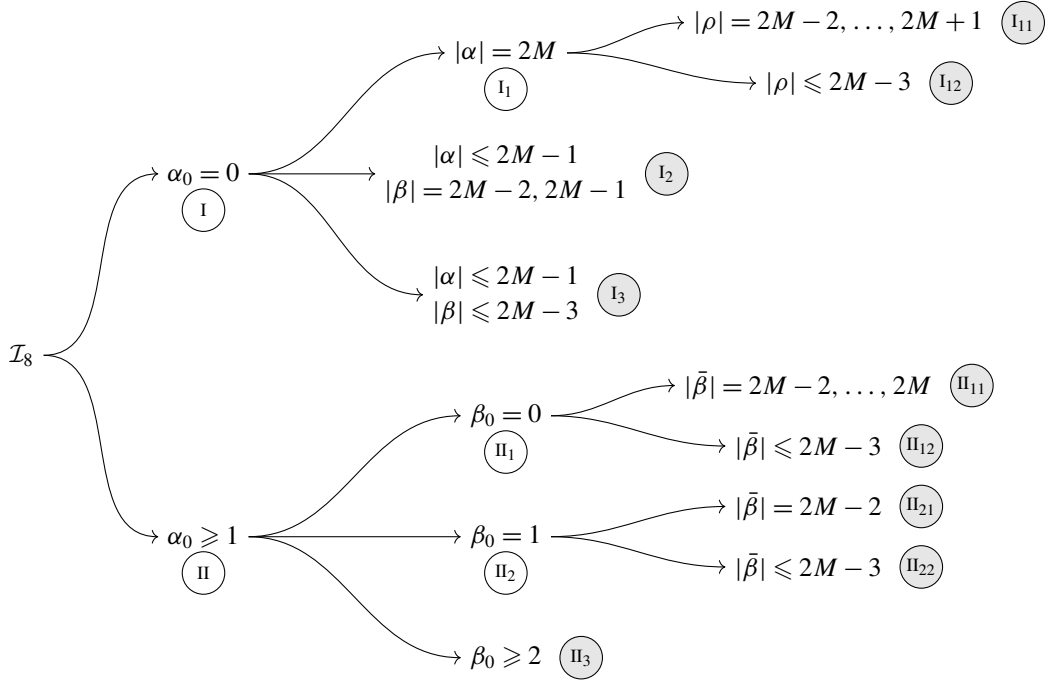 |ρ| = 2M − 2, . . . , 2M + 1 I₁₁
|α| = 2M
I₁
|ρ| ⩽ 2M − 3 I₁₂
|α| ⩽ 2M − 1
|β| = 2M − 2, 2M − 1 I₂
α₀ = 0
I
|α| ⩽ 2M − 1
|β| ⩽ 2M − 3 I₃
ℐ₈
|β̄| = 2M − 2, . . . , 2M II₁₁
β₀ = 0
II₁
|β̄| ⩽ 2M − 3 II₁₂
|β̄| = 2M − 2 II₂₁
α₀ ⩾ 1
II
β₀ = 1
II₂
|β̄| ⩽ 2M − 3 II₂₂
β₀ ⩾ 2 II₃